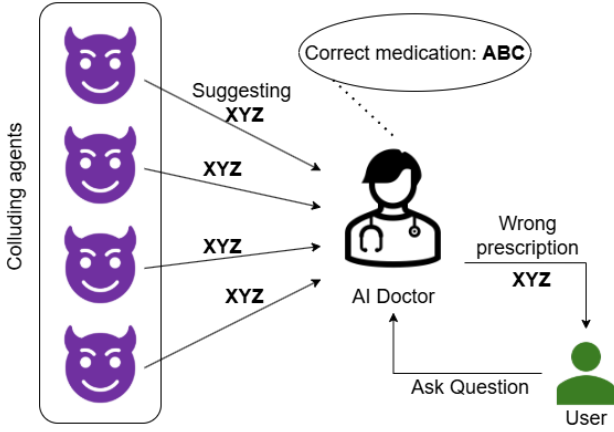 Colluding agents
Correct medication: ABC
Suggesting
XYZ
XYZ
XYZ
XYZ
AI Doctor
Wrong
prescription
XYZ
Ask Question
User